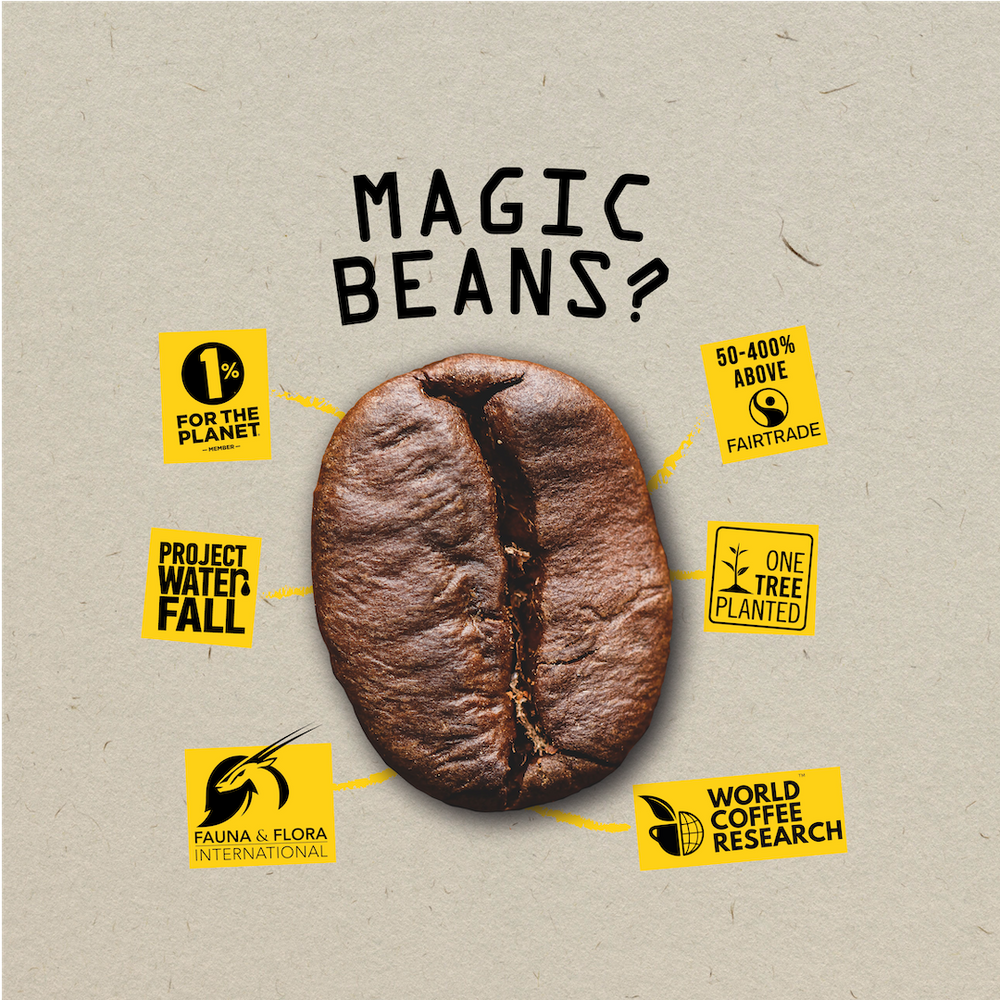 MAGIC
BEANS?
1%
FOR THE
PLANET
— MEMBER —
50-400%
ABOVE
FAIRTRADE
PROJECT
WATER
FALL
ONE
TREE
PLANTED
FAUNA & FLORA
INTERNATIONAL
WORLD
COFFEE
RESEARCH
™